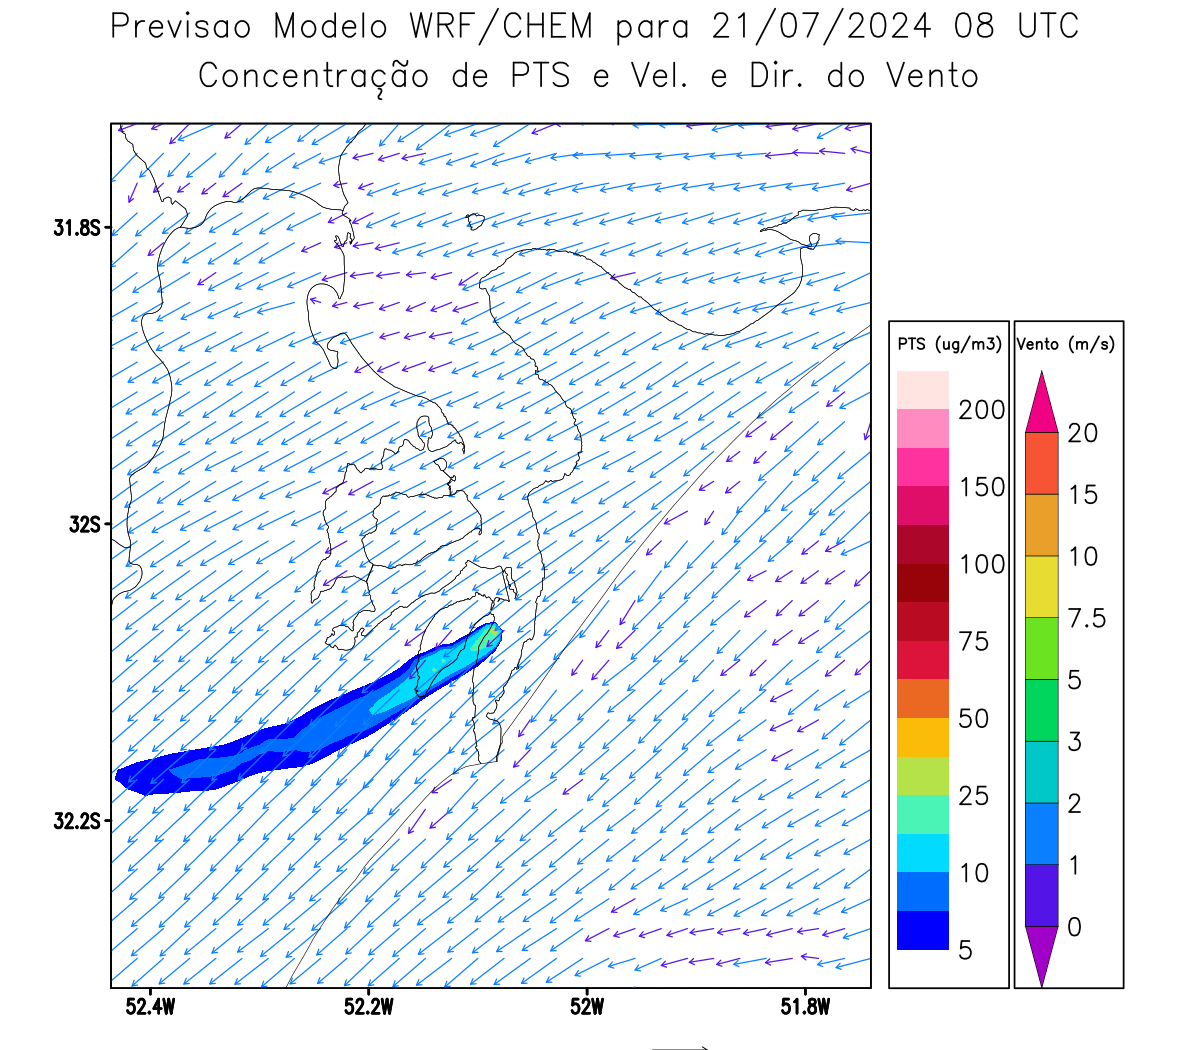 Previsao Modelo WRF/CHEM para 21/07/2024 08 UTC
Concentração de PTS e Vel. e Dir. do Vento
31.8S
32S
32.2S
52.4W
52.2W
52W
51.8W
PTS (ug/m3)
200
150
100
75
50
25
10
5
Vento (m/s)
20
15
10
7.5
5
3
2
1
0